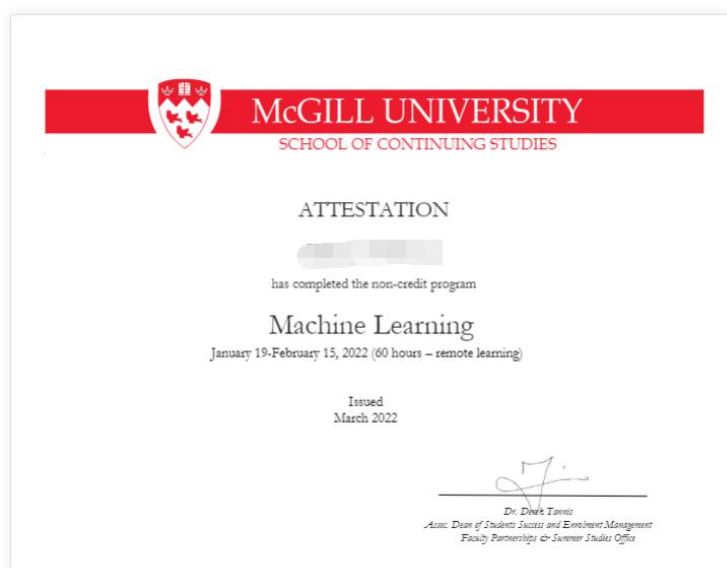 McGILL UNIVERSITY
SCHOOL OF CONTINUING STUDIES
ATTESTATION
has completed the non-credit program
Machine Learning
January 19-February 15, 2022 (60 hours – remote learning)
Issued
March 2022
Dr. Derek Tannis
Assoc. Dean of Students Success and Enrolment Management
Faculty Partnerships & Summer Studies Office